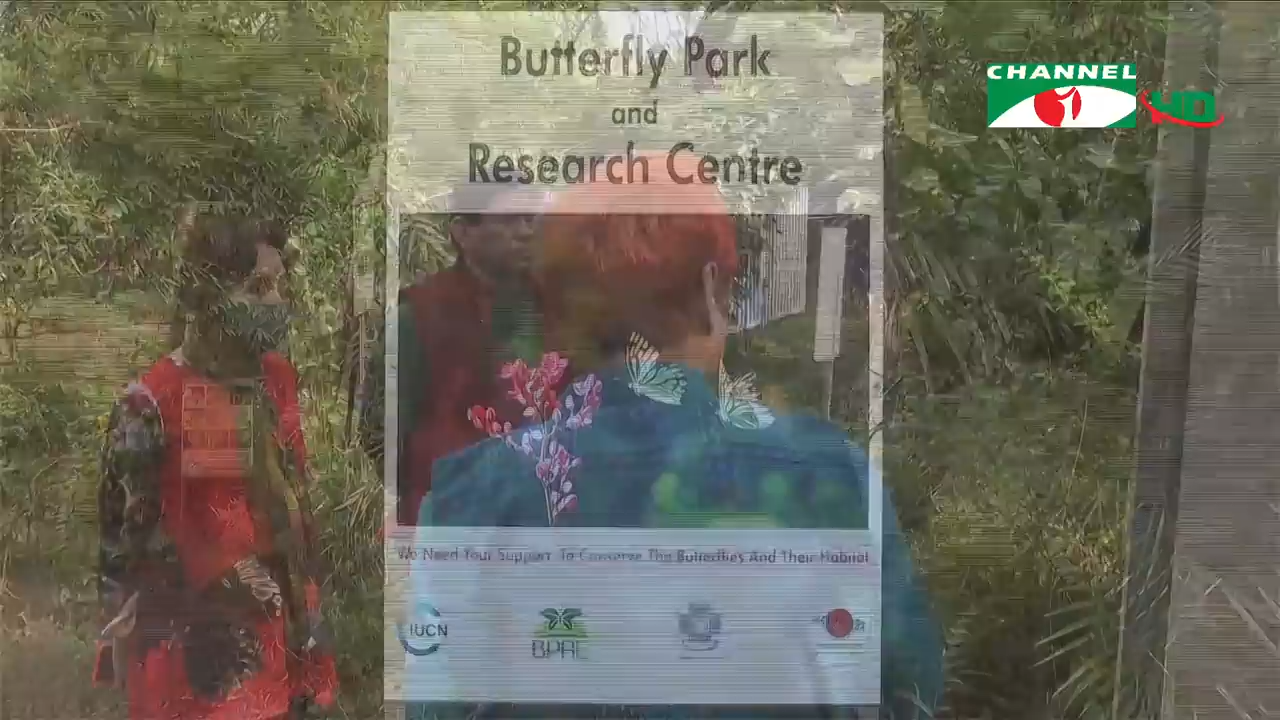 Butterfly Park
and
Research Centre
CHANNEL
HD
We Need Your Support To Conserve The Butterflies And Their Habitat
IUCN